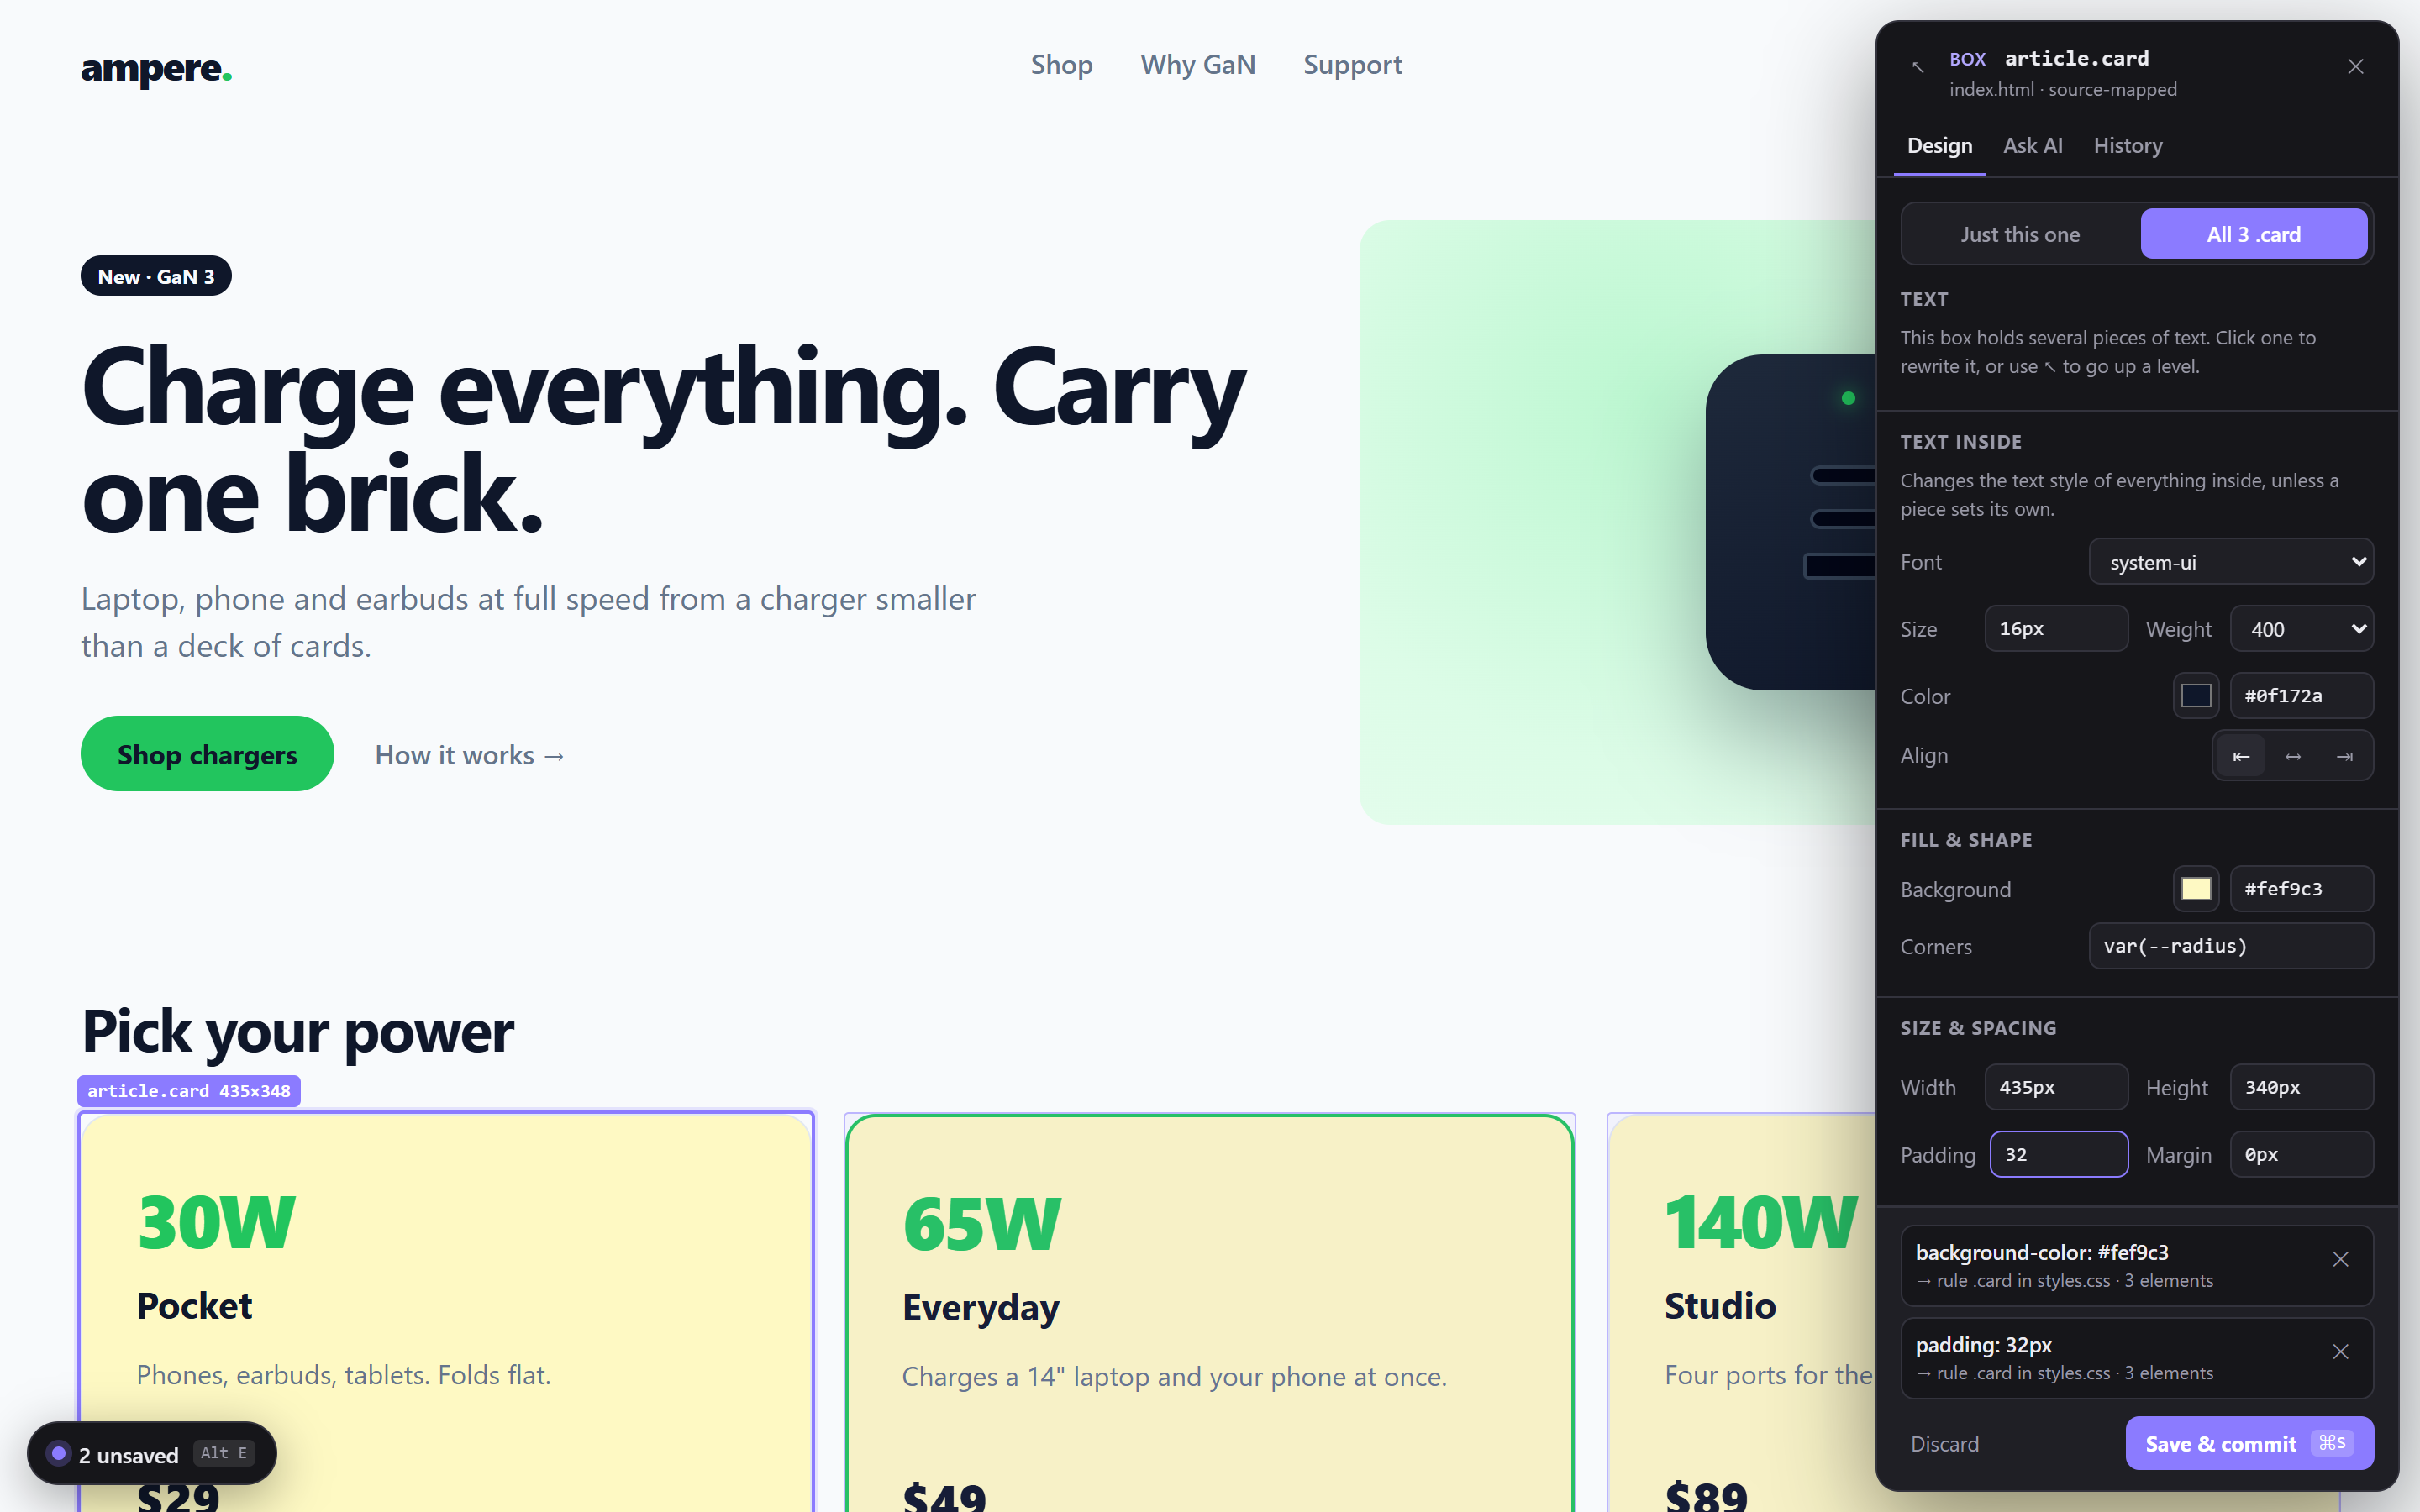 ampere.
Shop
Why GaN
Support
New · GaN 3
Charge everything. Carry
one brick.
Laptop, phone and earbuds at full speed from a charger smaller
than a deck of cards.
Shop chargers
How it works →
Pick your power
article.card 435×348
30W
Pocket
Phones, earbuds, tablets. Folds flat.
$29
65W
Everyday
Charges a 14" laptop and your phone at once.
$49
140W
Studio
Four ports for the
$89
2 unsaved
Alt E
↖ BOX article.card
index.html · source-mapped
Design
Ask AI
History
Just this one
All 3 .card
TEXT
This box holds several pieces of text. Click one to
rewrite it, or use ↖ to go up a level.
TEXT INSIDE
Changes the text style of everything inside, unless a
piece sets its own.
Font
system-ui
Size
16px
Weight
400
Color
#0f172a
Align
FILL & SHAPE
Background
#fef9c3
Corners
var(--radius)
SIZE & SPACING
Width
435px
Height
340px
Padding
32
Margin
0px
background-color: #fef9c3
→ rule .card in styles.css · 3 elements
padding: 32px
→ rule .card in styles.css · 3 elements
Discard
Save & commit ⌘S